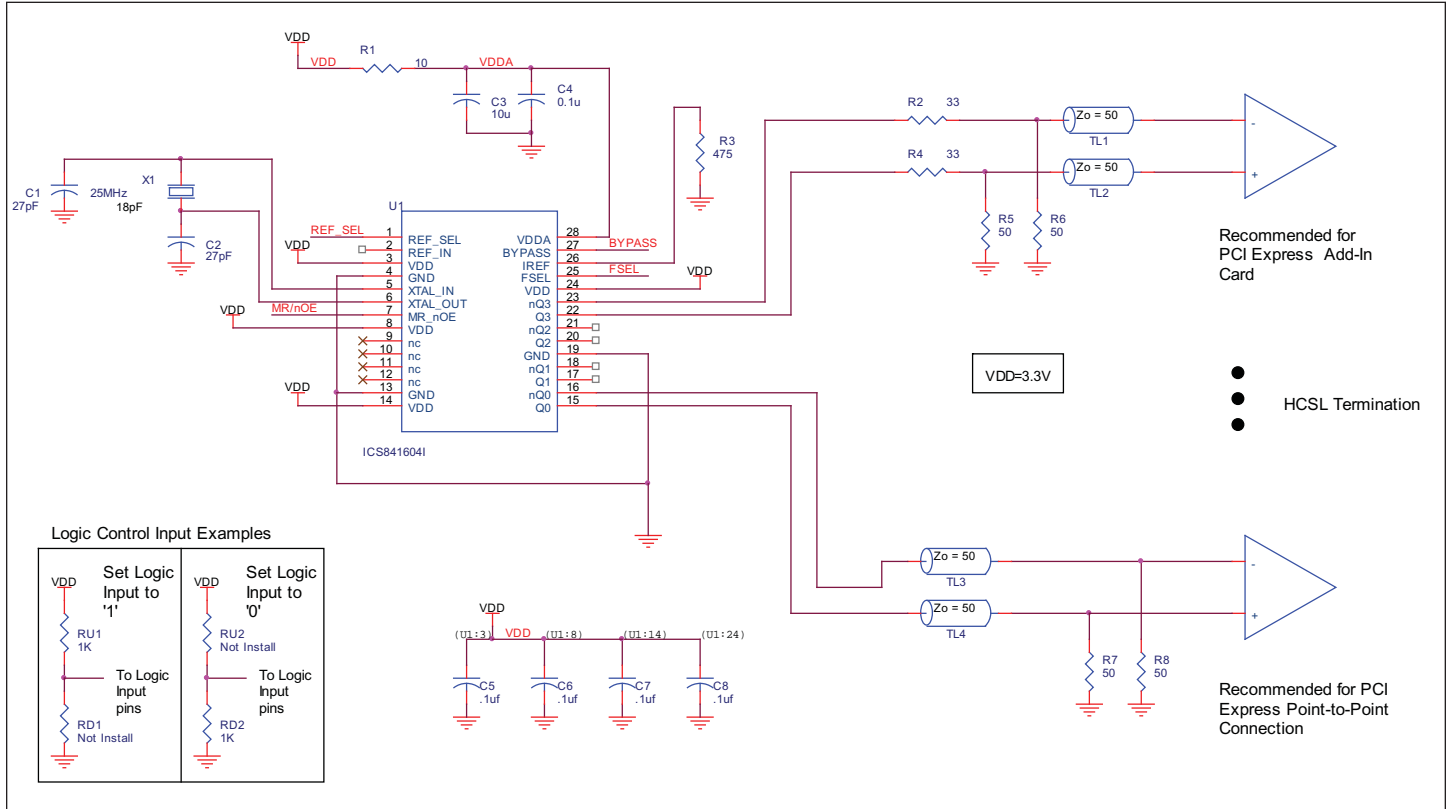 VDD
VDD
R1
10
VDDA
C3
10u
C4
0.1u
R3
475
C1
27pF
25MHz
X1
18pF
C2
27pF
R2 33
R4 33
Zo = 50
TL1
Zo = 50
TL2
-
+
R5
50
R6
50
Recommended for
PCI Express Add-In
Card
U1
REF_SEL
VDD
MR/nOE
VDD
VDD
1 REF_SEL
2 REF_IN
3 VDD
4 GND
5 XTAL_IN
6 XTAL_OUT
7 MR_nOE
8 VDD
9 nc
10 nc
11 nc
12 nc
13 GND
14 VDD
VDDA 28
BYPASS 27
IREF 26
FSEL 25
VDD 24
nQ3 23
Q3 22
nQ2 21
Q2 20
GND 19
nQ1 18
Q1 17
nQ0 16
Q0 15
BYPASS
FSEL
VDD
ICS841604I
VDD=3.3V
HCSL Termination
Logic Control Input Examples
VDD
Set Logic
Input to
'1'
RU1
1K
To Logic
Input
pins
RD1
Not Install
VDD
Set Logic
Input to
'0'
RU2
Not Install
To Logic
Input
pins
RD2
1K
VDD
(U1:3)
VDD
(U1:8)
(U1:14)
(U1:24)
C5
.1uf
C6
.1uf
C7
.1uf
C8
.1uf
Zo = 50
TL3
Zo = 50
TL4
-
+
R7
50
R8
50
Recommended for PCI
Express Point-to-Point
Connection